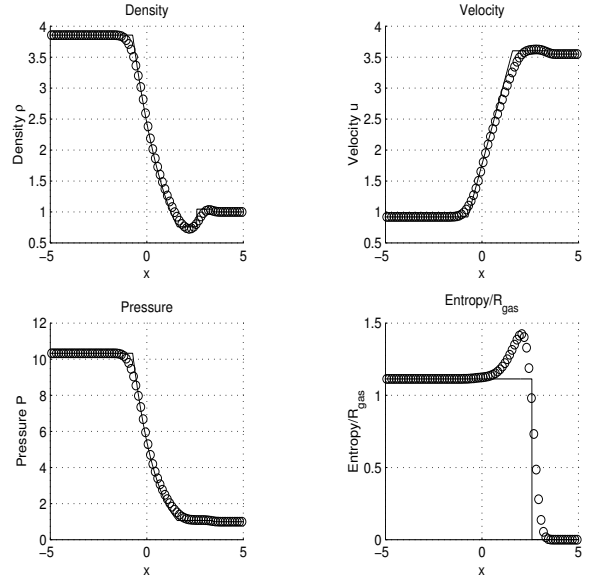 Density
4
3.5
3
2.5
2
1.5
1
0.5
−5 0 5
x
Density ρ
Velocity
4
3.5
3
2.5
2
1.5
1
0.5
−5 0 5
x
Velocity u
Pressure
12
10
8
6
4
2
0
−5 0 5
x
Pressure P
Entropy/R_gas
1.5
1
0.5
0
−5 0 5
x
Entropy/R_gas